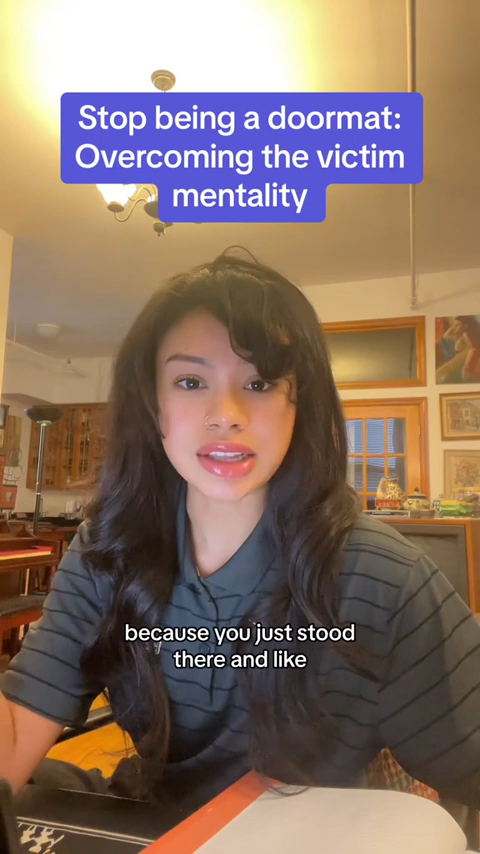 Stop being a doormat:
Overcoming the victim
mentality
because you just stood
there and like